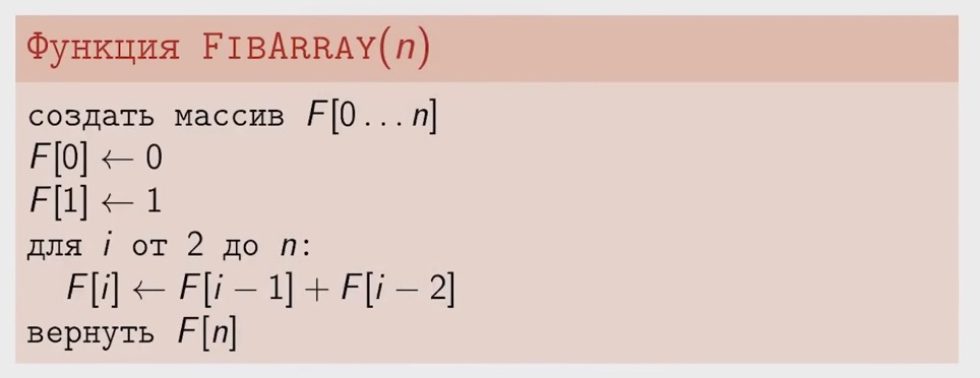 Функция FIBARRAY(n)
создать массив F[0...n]
F[0] ← 0
F[1] ← 1
для i от 2 до n:
F[i] ← F[i − 1] + F[i − 2]
вернуть F[n]